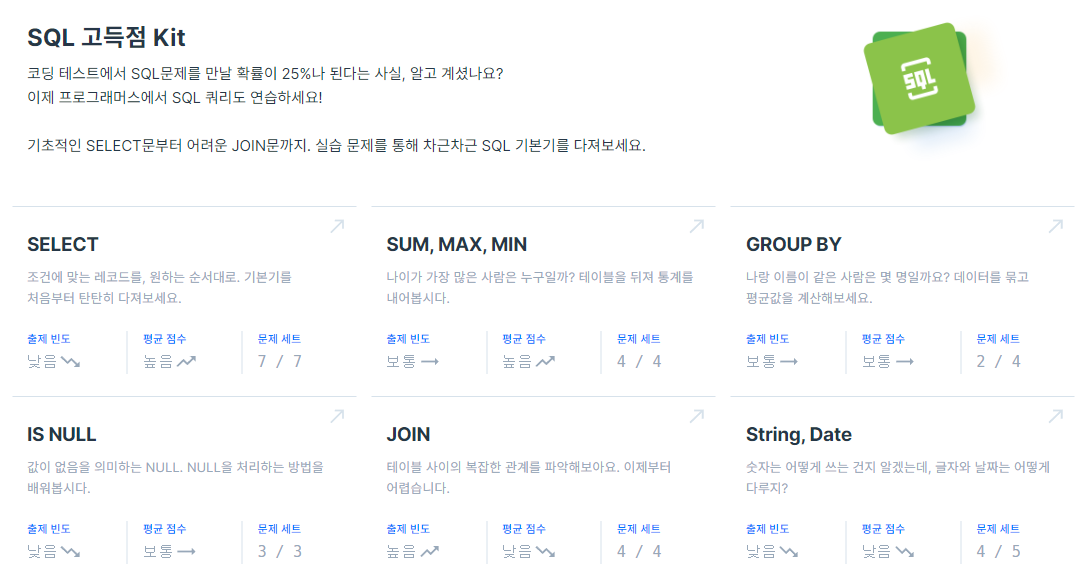 SQL 고득점 Kit
코딩 테스트에서 SQL문제를 만날 확률이 25%나 된다는 사실, 알고 계셨나요?
이제 프로그래머스에서 SQL 쿼리도 연습하세요!
기초적인 SELECT문부터 어려운 JOIN문까지. 실습 문제를 통해 차근차근 SQL 기본기를 다져보세요.
SQL
SELECT
조건에 맞는 레코드를, 원하는 순서대로. 기본기를
처음부터 탄탄히 다져보세요.
출제 빈도 평균 점수 문제 세트
낮음 높음 7 / 7
SUM, MAX, MIN
나이가 가장 많은 사람은 누구일까? 테이블을 뒤져 통계를
내어봅시다.
출제 빈도 평균 점수 문제 세트
보통 높음 4 / 4
GROUP BY
나랑 이름이 같은 사람은 몇 명일까요? 데이터를 묶고
평균값을 계산해보세요.
출제 빈도 평균 점수 문제 세트
보통 보통 2 / 4
IS NULL
값이 없음을 의미하는 NULL. NULL을 처리하는 방법을
배워봅시다.
출제 빈도 평균 점수 문제 세트
낮음 보통 3 / 3
JOIN
테이블 사이의 복잡한 관계를 파악해보아요. 이제부터
어렵습니다.
출제 빈도 평균 점수 문제 세트
높음 낮음 4 / 4
String, Date
숫자는 어떻게 쓰는 건지 알겠는데, 글자와 날짜는 어떻게
다루지?
출제 빈도 평균 점수 문제 세트
낮음 낮음 4 / 5